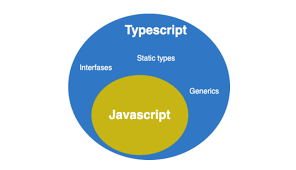 Typescript
Static types
Interfases
Generics
Javascript